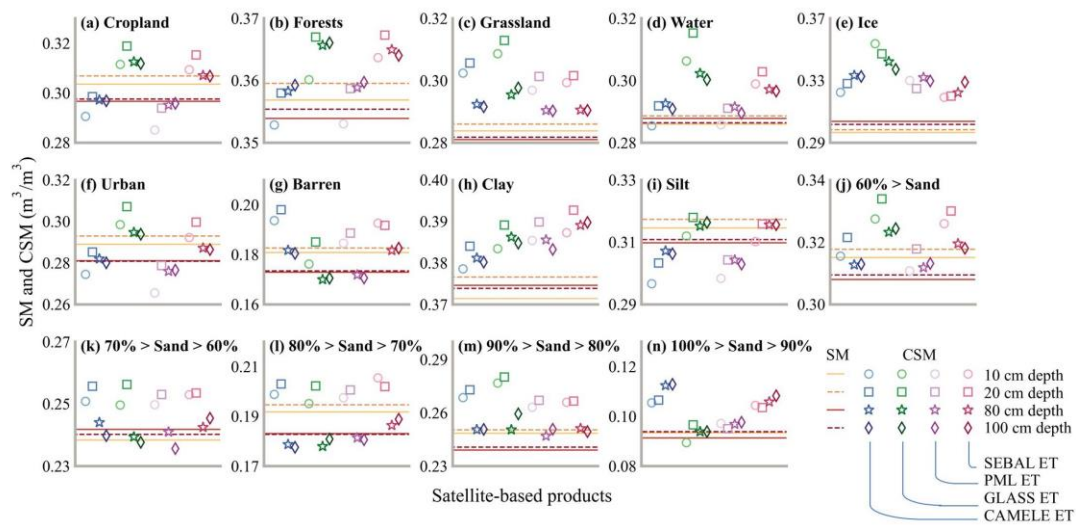 (a) Cropland
(b) Forests
(c) Grassland
(d) Water
(e) Ice
0.32
0.30
0.28
0.37
0.36
0.35
0.32
0.30
0.28
0.32
0.30
0.28
0.37
0.33
0.29
(f) Urban
(g) Barren
(h) Clay
(i) Silt
(j) 60% > Sand
0.32
0.30
0.28
0.26
0.20
0.18
0.16
0.40
0.39
0.38
0.37
0.33
0.31
0.29
0.34
0.32
0.30
(k) 70% > Sand > 60%
(l) 80% > Sand > 70%
(m) 90% > Sand > 80%
(n) 100% > Sand > 90%
0.27
0.25
0.23
0.21
0.19
0.17
0.29
0.26
0.23
0.12
0.10
0.08
SM and CSM (m³/m³)
Satellite-based products
SM CSM
10 cm depth
20 cm depth
80 cm depth
100 cm depth
SEBAL ET
PML ET
GLASS ET
CAMELE ET